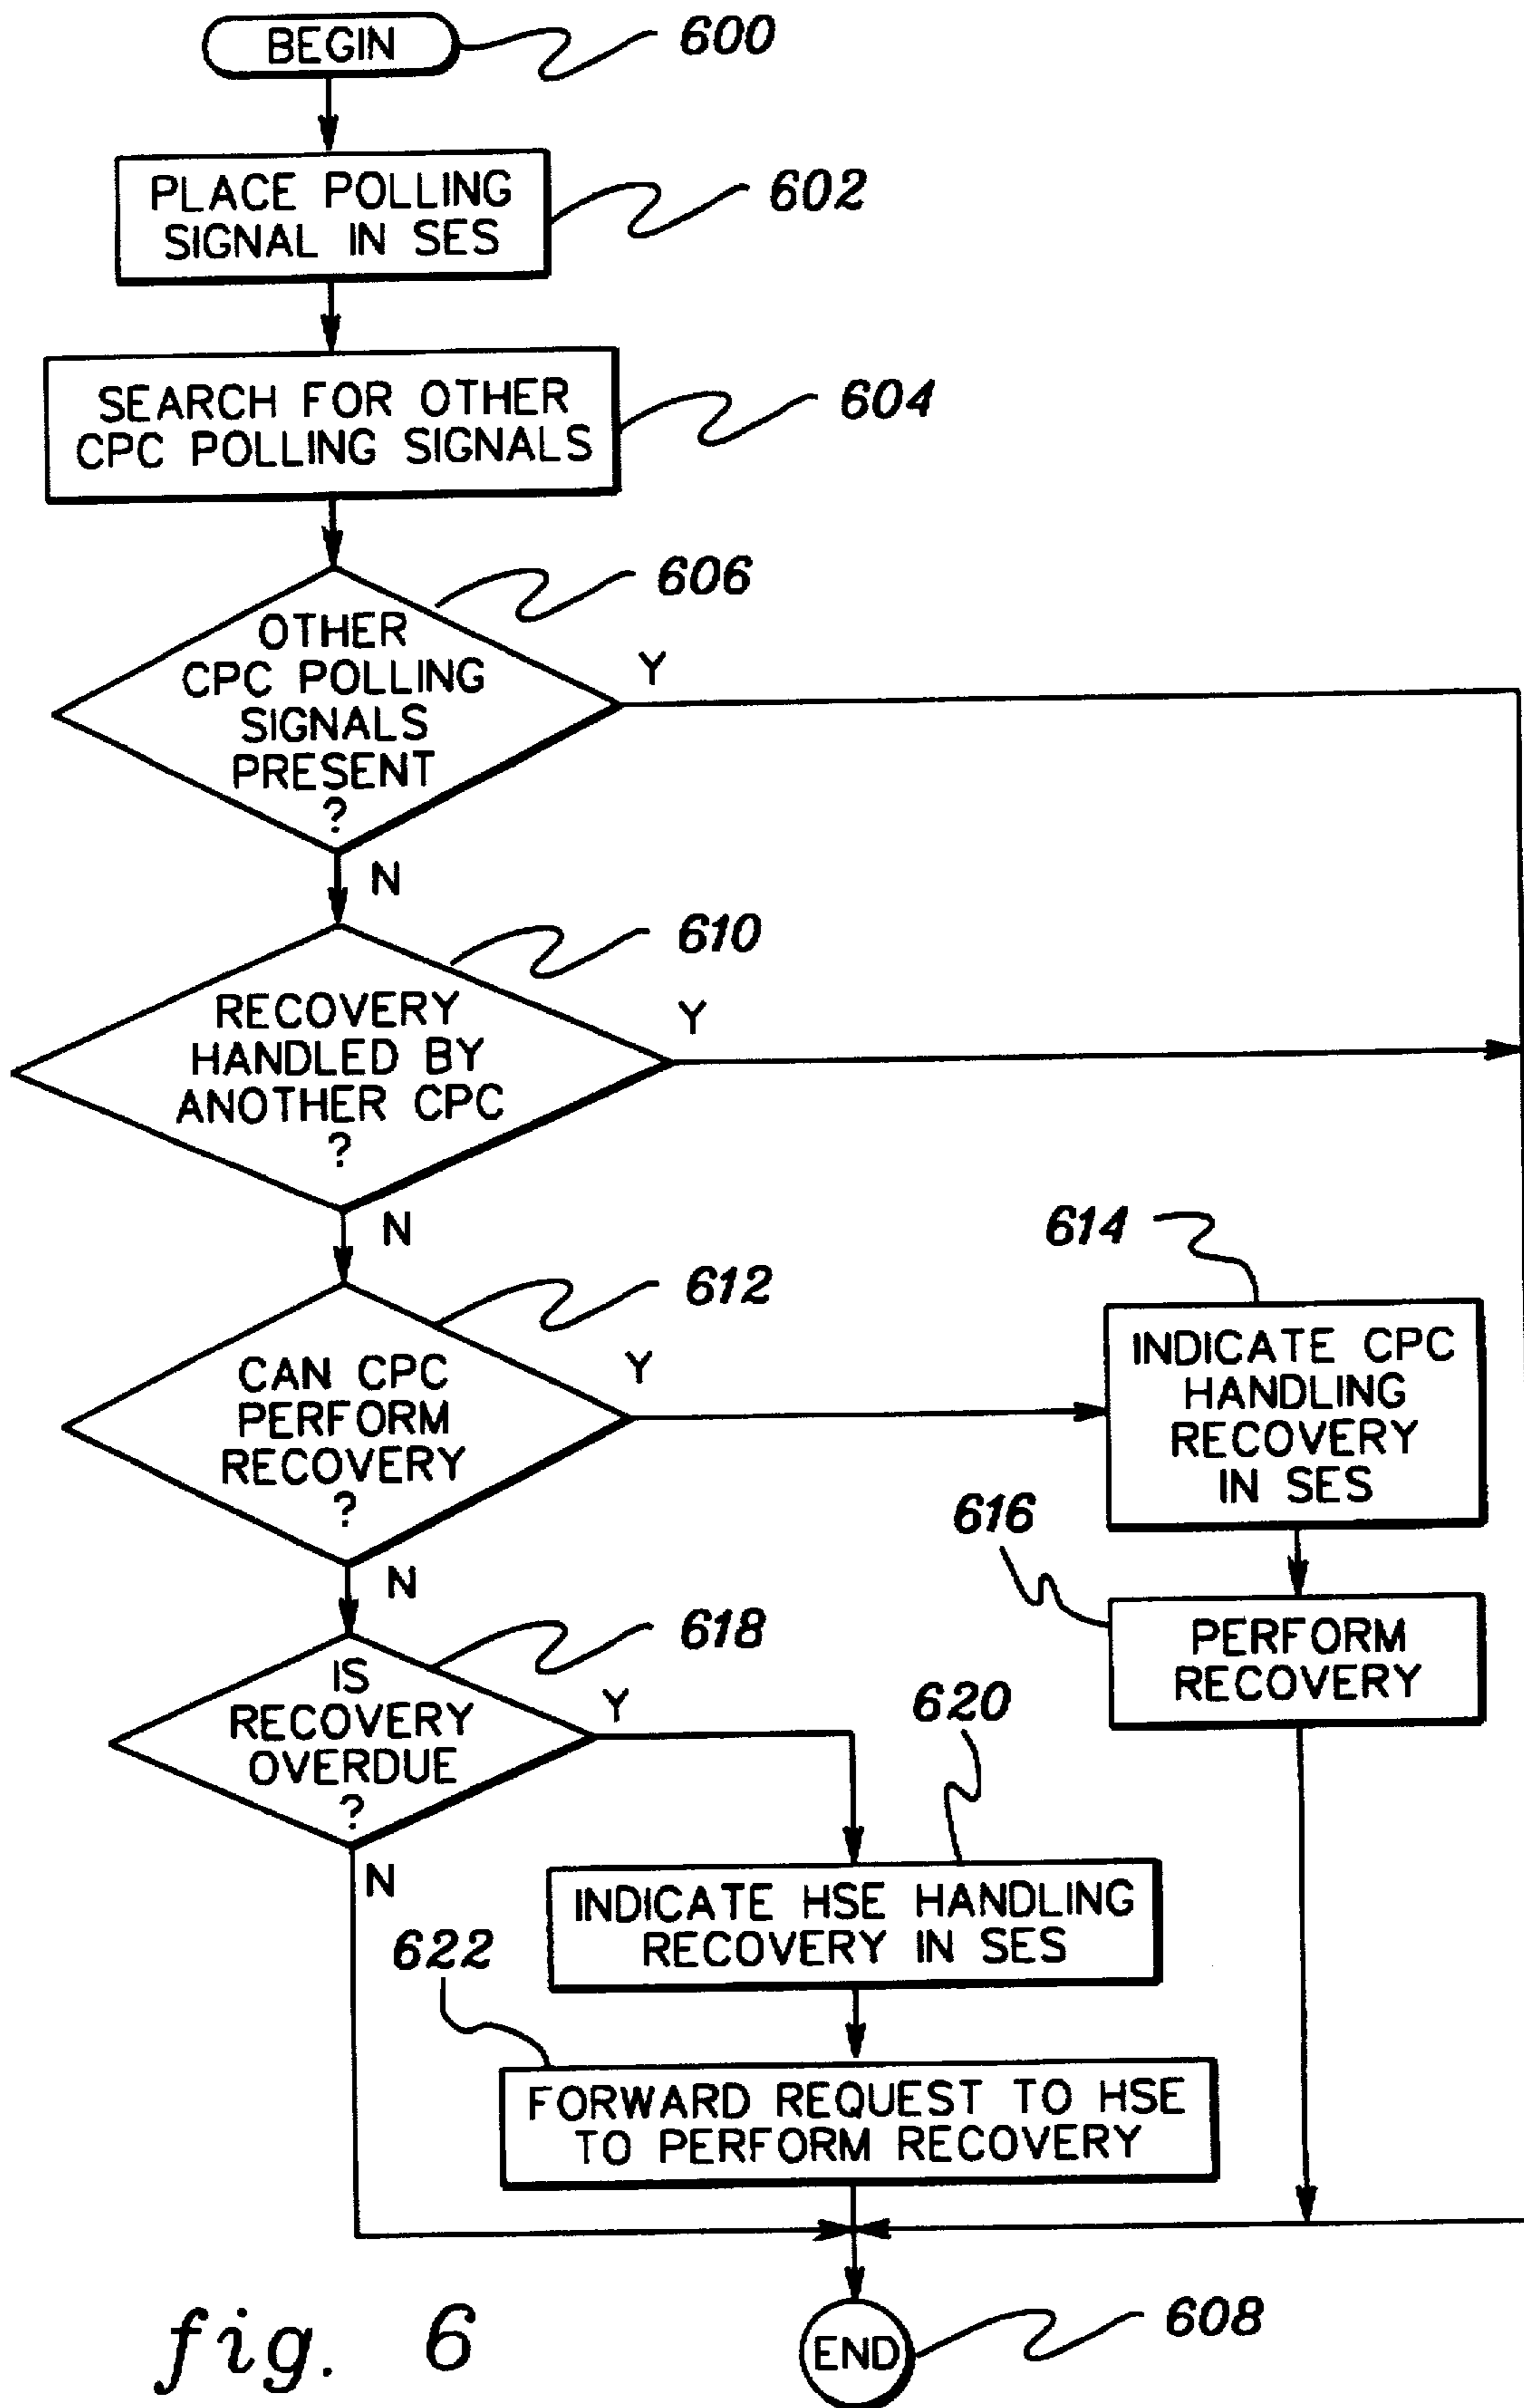 BEGIN
600
PLACE POLLING
SIGNAL IN SES
602
SEARCH FOR OTHER
CPC POLLING SIGNALS
604
606
OTHER
CPC POLLING
SIGNALS
PRESENT
?
Y
N
610
RECOVERY
HANDLED BY
ANOTHER CPC
?
Y
N
612
CAN CPC
PERFORM
RECOVERY
?
Y
N
614
INDICATE CPC
HANDLING
RECOVERY
IN SES
616
PERFORM
RECOVERY
618
IS
RECOVERY
OVERDUE
?
Y
N
620
INDICATE HSE HANDLING
RECOVERY IN SES
622
FORWARD REQUEST TO HSE
TO PERFORM RECOVERY
END
608
fig. 6